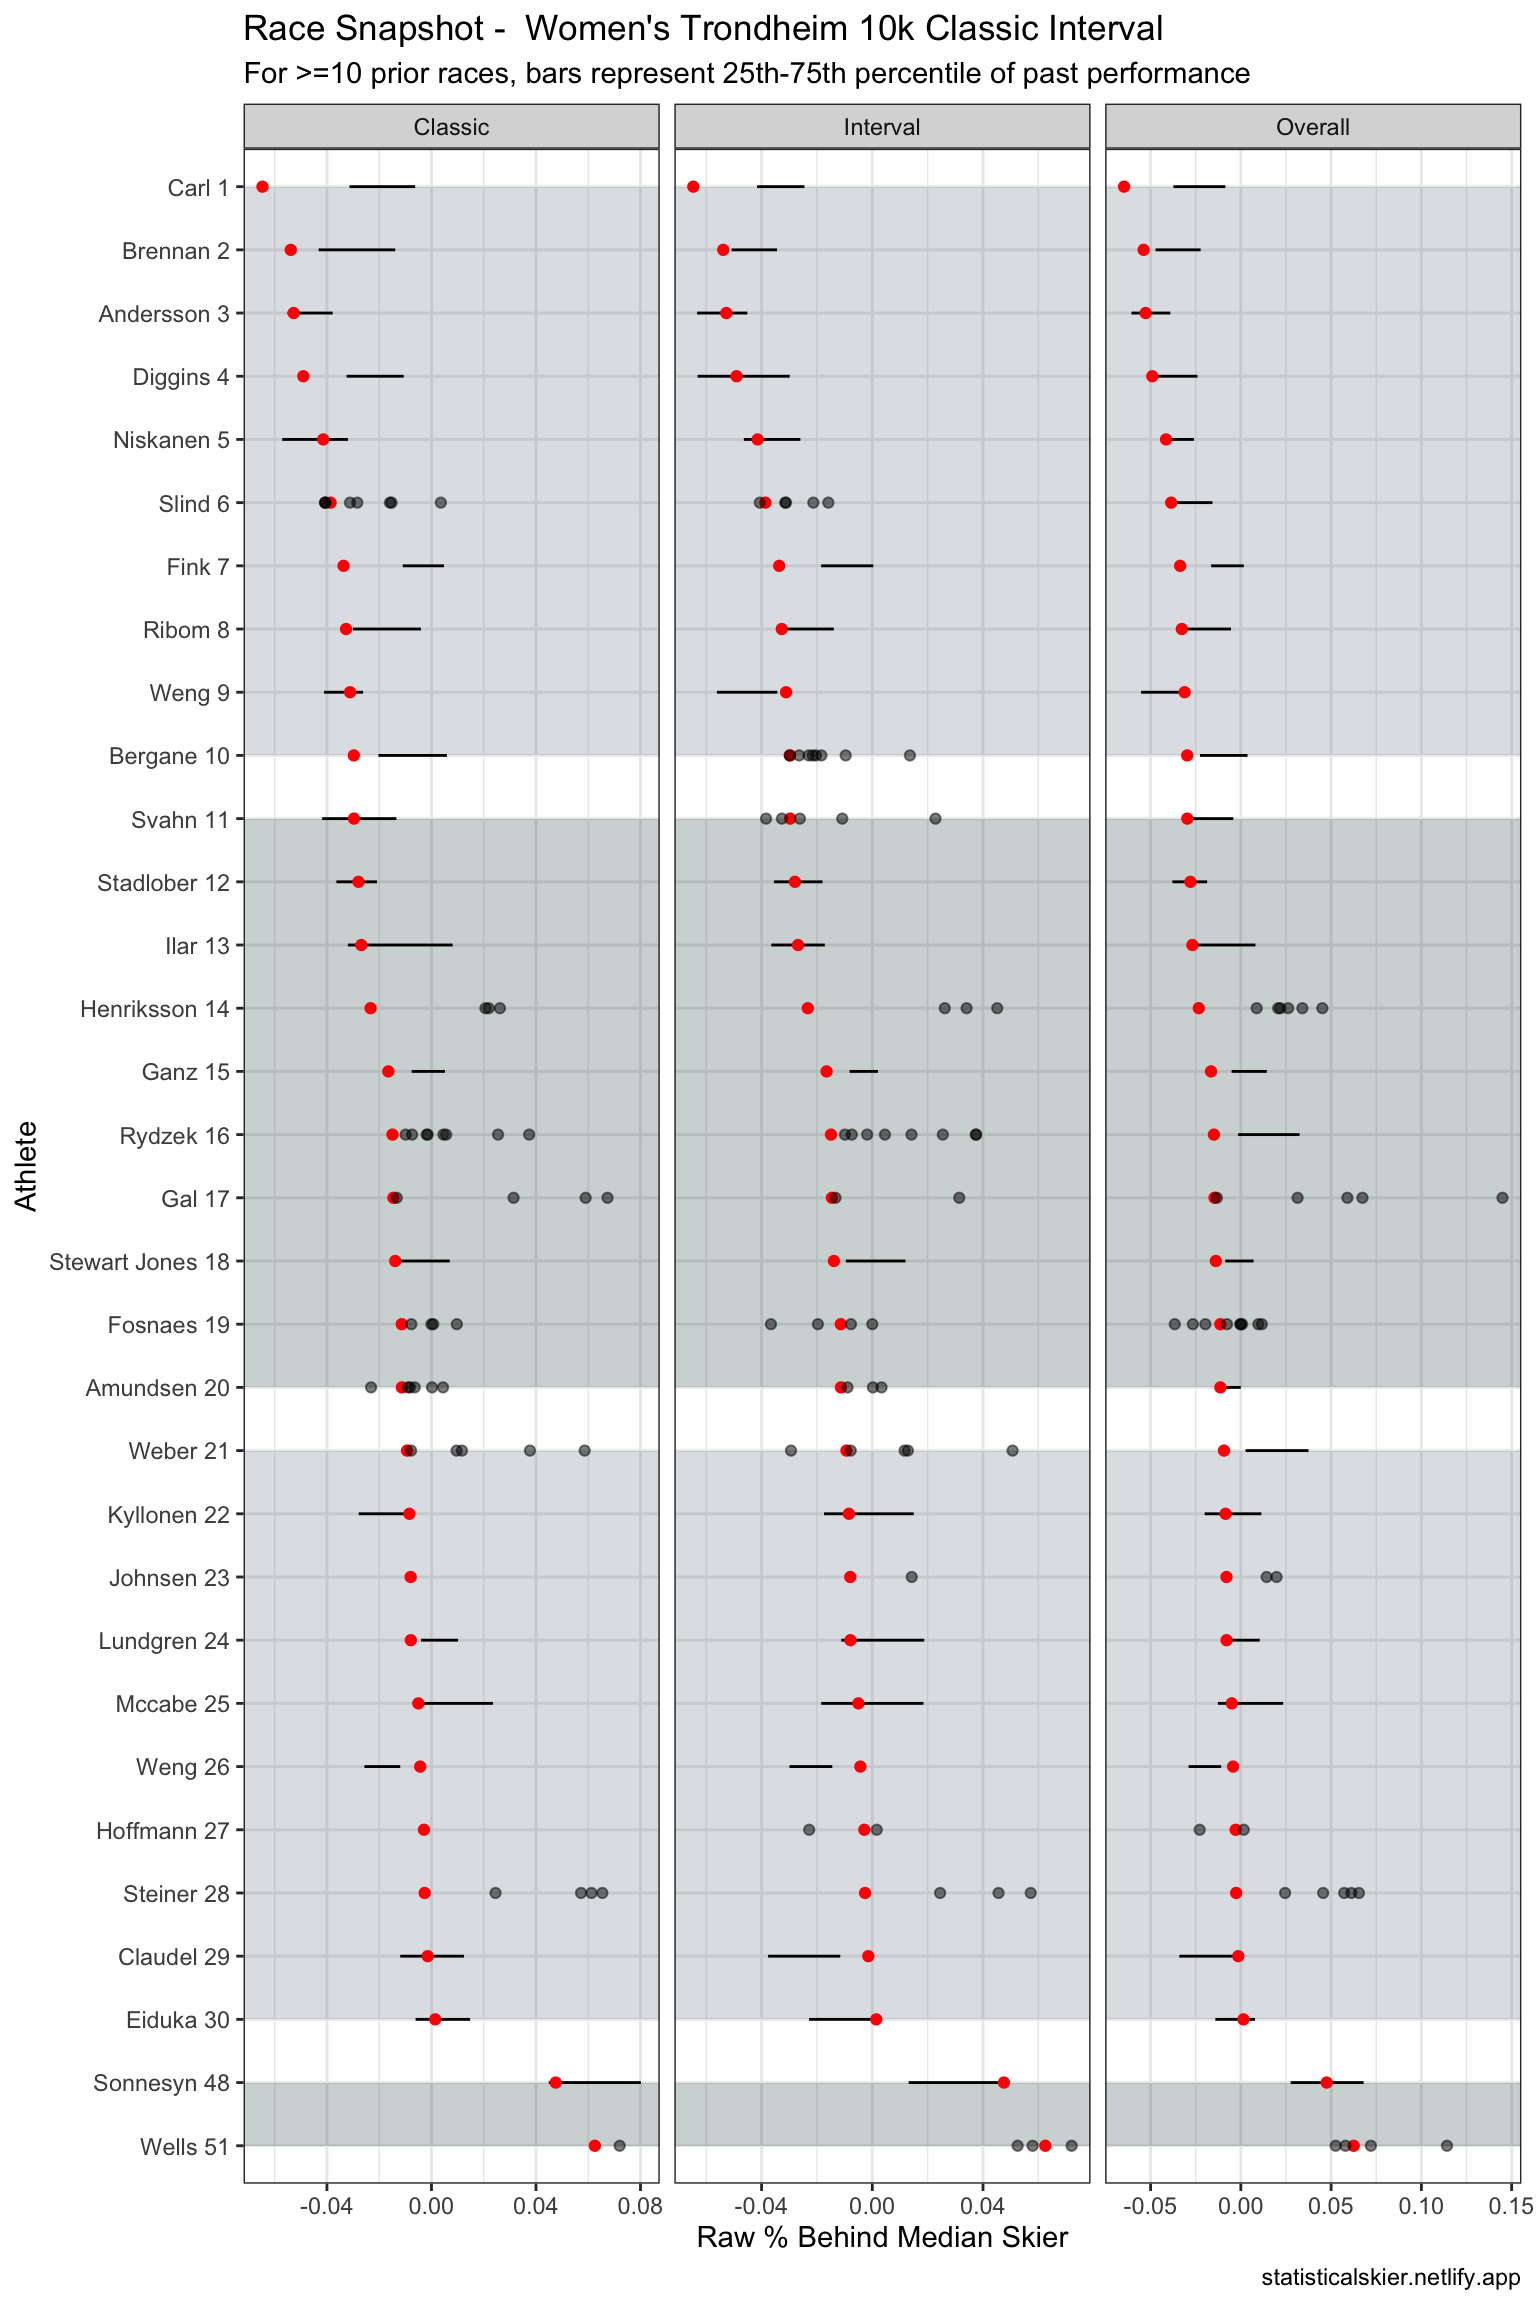 Race Snapshot -  Women's Trondheim 10k Classic Interval
For >=10 prior races, bars represent 25th-75th percentile of past performance
Classic Interval Overall
Carl 1
Brennan 2
Andersson 3
Diggins 4
Niskanen 5
Slind 6
Fink 7
Ribom 8
Weng 9
Bergane 10
Svahn 11
Stadlober 12
Ilar 13
Henriksson 14
Ganz 15
Rydzek 16
Gal 17
Stewart Jones 18
Fosnaes 19
Amundsen 20
Weber 21
Kyllonen 22
Johnsen 23
Lundgren 24
Mccabe 25
Weng 26
Hoffmann 27
Steiner 28
Claudel 29
Eiduka 30
Sonnesyn 48
Wells 51
Athlete
-0.04 0.00 0.04 0.08 -0.04 0.00 0.04 -0.05 0.00 0.05 0.10 0.15
Raw % Behind Median Skier
statisticalskier.netlify.app